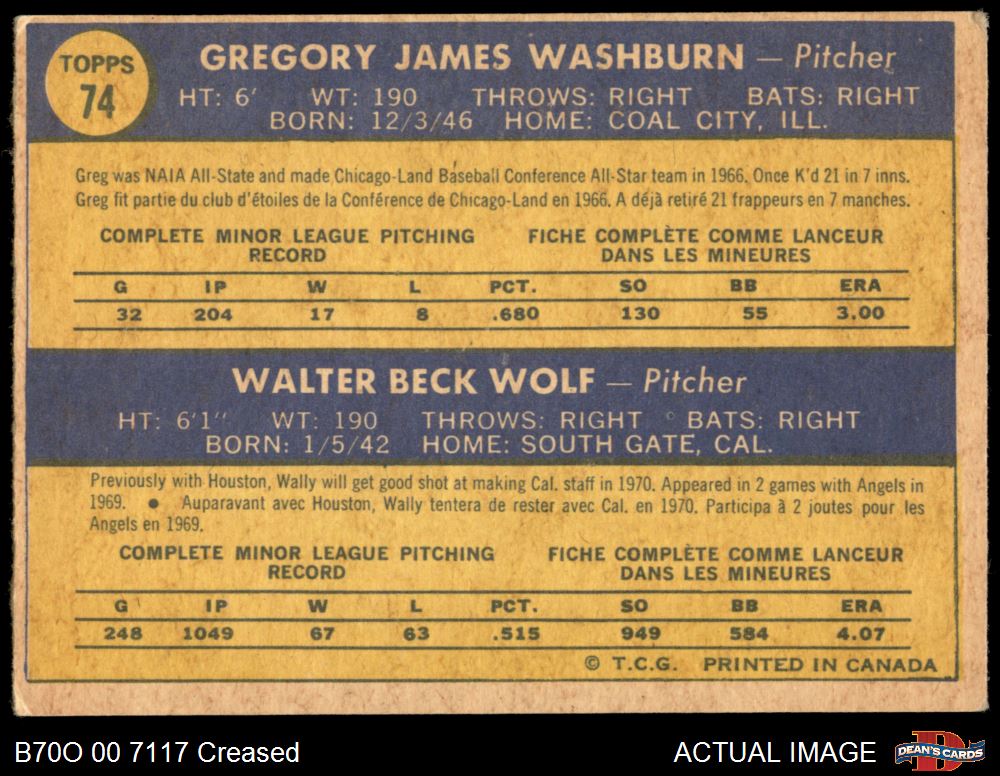 TOPPS
74
GREGORY JAMES WASHBURN — Pitcher
HT: 6' WT: 190 THROWS: RIGHT BATS: RIGHT
BORN: 12/3/46 HOME: COAL CITY, ILL.
Greg was NAIA All-State and made Chicago-Land Baseball Conference All-Star team in 1966. Once K'd 21 in 7 inns.
Greg fit partie du club d'étoiles de la Conférence de Chicago-Land en 1966. A déjà retiré 21 frappeurs en 7 manches.
COMPLETE MINOR LEAGUE PITCHING FICHE COMPLÈTE COMME LANCEUR
RECORD DANS LES MINEURES
G IP W L PCT. SO BB ERA
32 204 17 8 .680 130 55 3.00
WALTER BECK WOLF — Pitcher
HT: 6'1" WT: 190 THROWS: RIGHT BATS: RIGHT
BORN: 1/5/42 HOME: SOUTH GATE, CAL.
Previously with Houston, Wally will get good shot at making Cal. staff in 1970. Appeared in 2 games with Angels in
1969. ● Auparavant avec Houston, Wally tentera de rester avec Cal. en 1970. Participa à 2 joutes pour les
Angels en 1969.
COMPLETE MINOR LEAGUE PITCHING FICHE COMPLÈTE COMME LANCEUR
RECORD DANS LES MINEURES
G IP W L PCT. SO BB ERA
248 1049 67 63 .515 949 584 4.07
© T.C.G. PRINTED IN CANADA
B70O 00 7117 Creased ACTUAL IMAGE DEAN'S CARDS